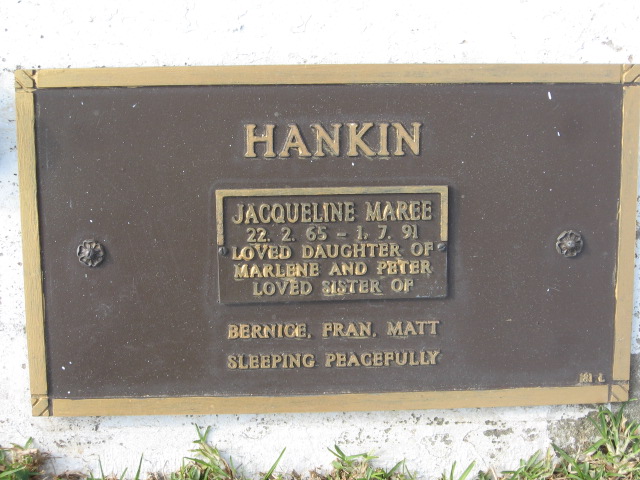 HANKIN
JACQUELINE MAREE
22. 2. 65 - 1. 7. 91
LOVED DAUGHTER OF
MARLENE AND PETER
LOVED SISTER OF
BERNICE, FRAN, MATT
SLEEPING PEACEFULLY